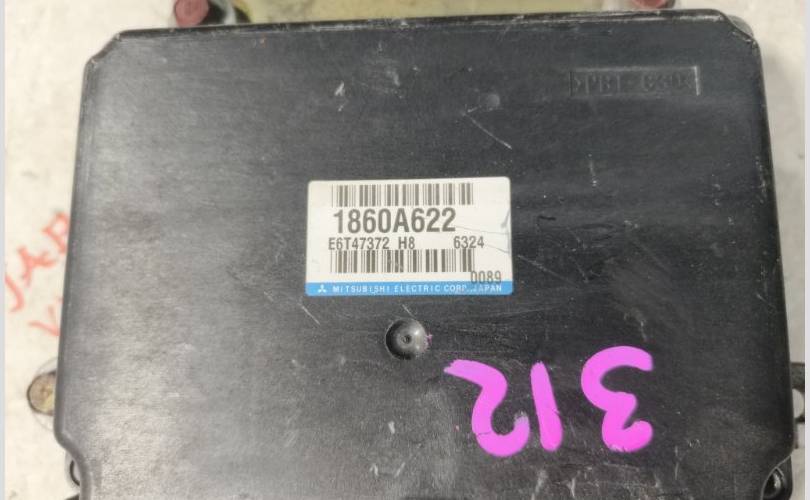 1860A622
E6T47372 H8 6324
0089
MITSUBISHI ELECTRIC CORP. JAPAN
312